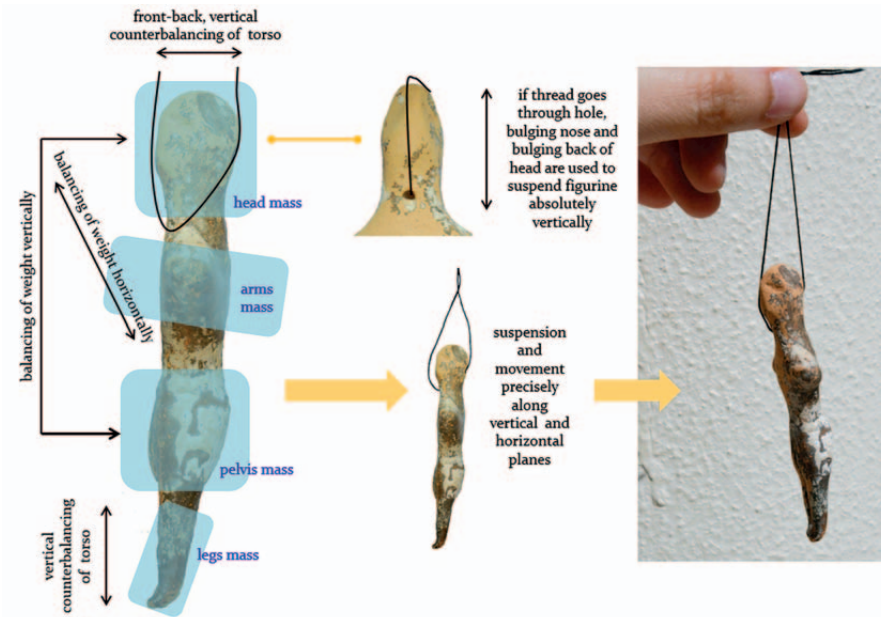 front-back, vertical
counterbalancing of torso
balancing of weight vertically
balancing of weight horizontally
head mass
arms
mass
pelvis mass
legs mass
vertical
counterbalancing
of torso
if thread goes
through hole,
bulging nose and
bulging back of
head are used to
suspend figurine
absolutely
vertically
suspension
and
movement
precisely
along
vertical and
horizontal
planes